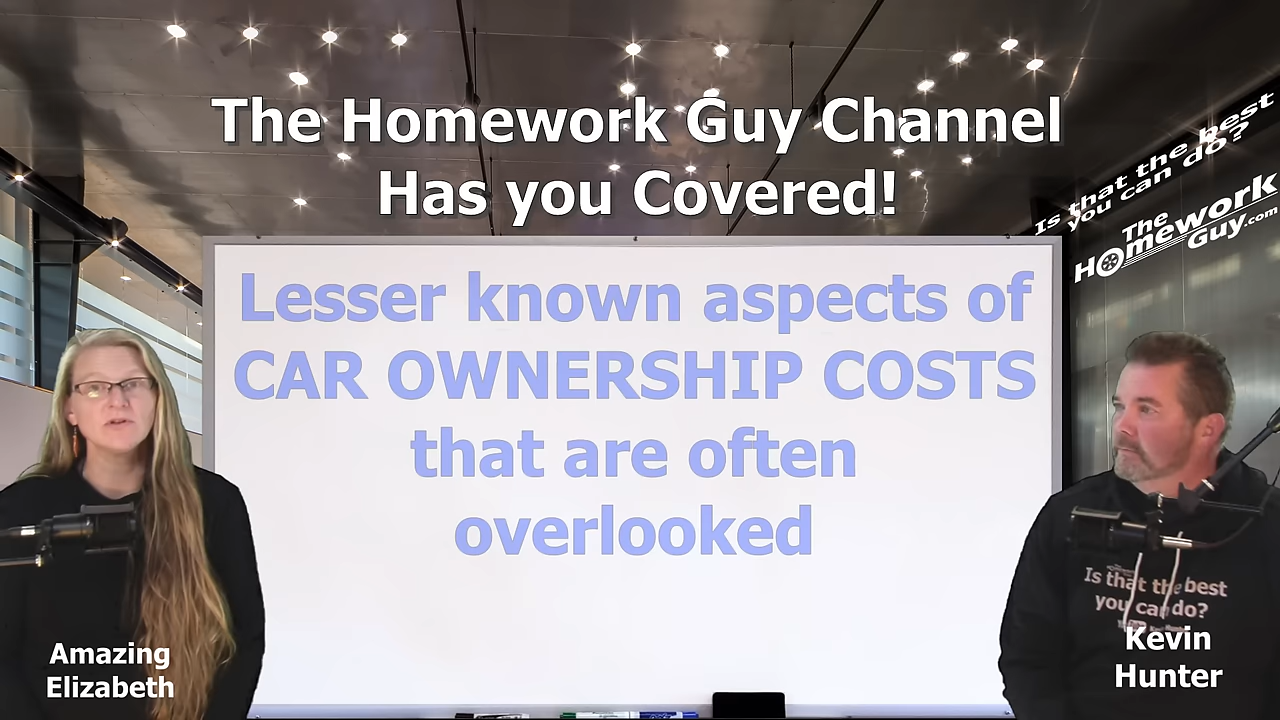 The Homework Guy Channel
Has you Covered!
Is that the best
you can do?
The
Homework
Guy.com
Lesser known aspects of
CAR OWNERSHIP COSTS
that are often
overlooked
Is that the best
you can do?
Amazing
Elizabeth
Kevin
Hunter